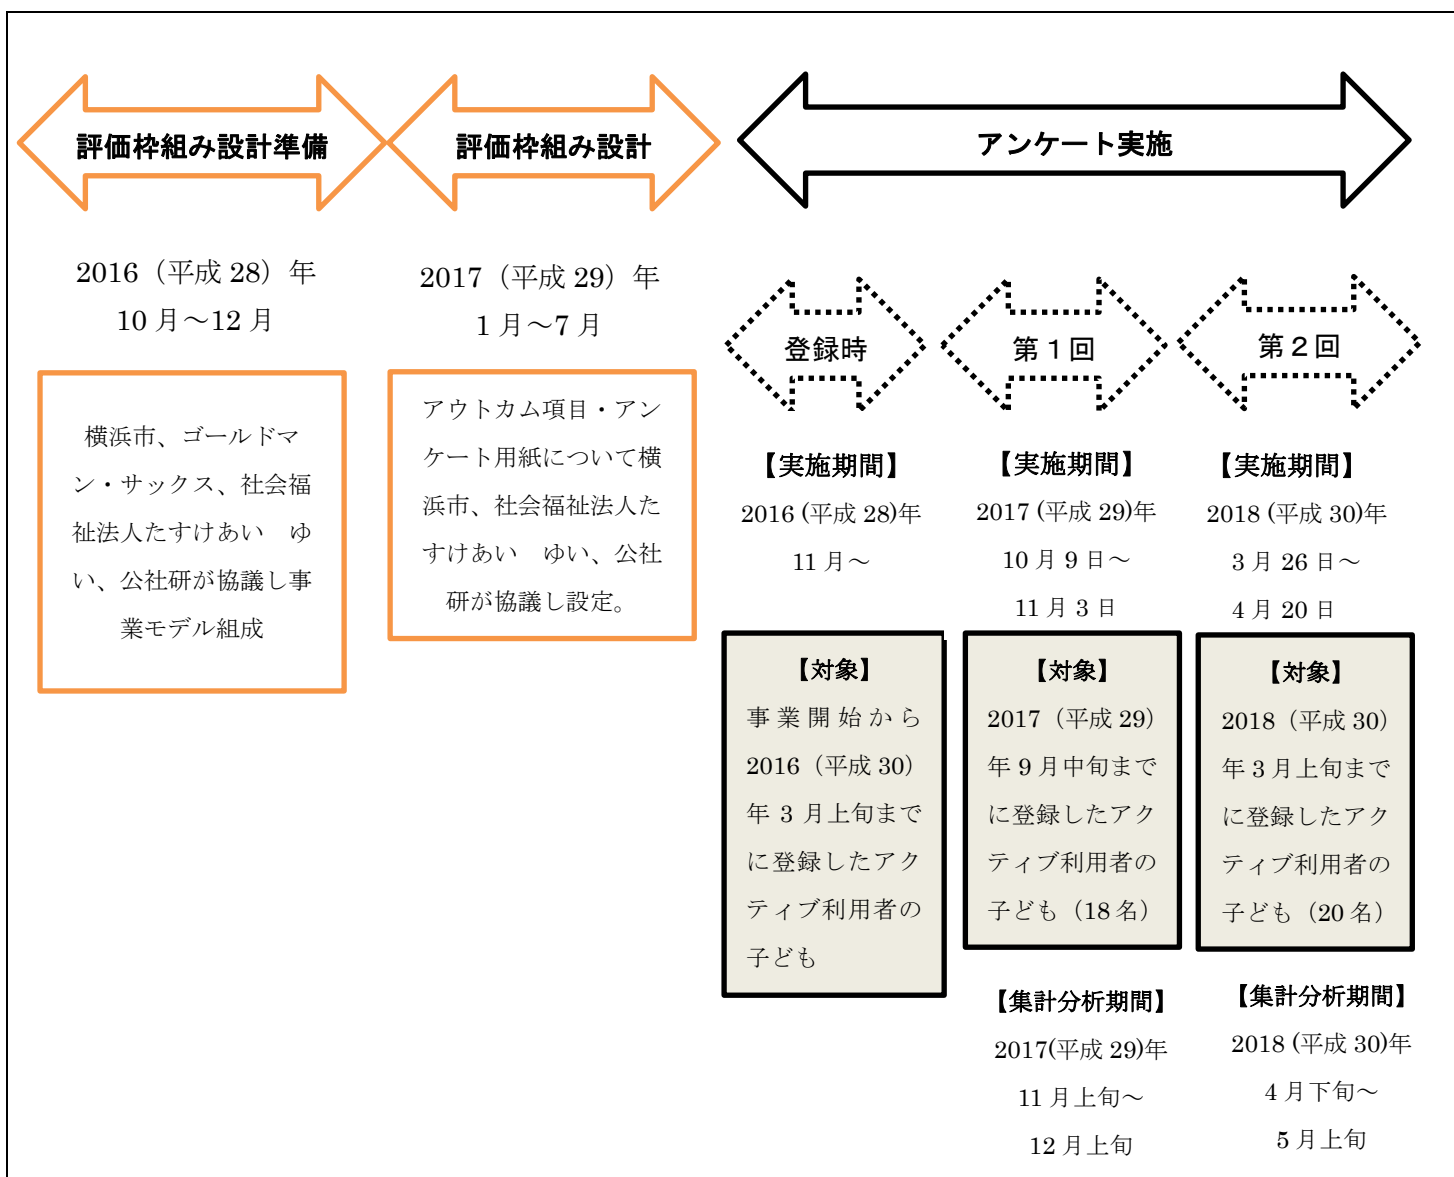 評価枠組み設計準備
2016（平成 28）年
10 月～12 月
横浜市、ゴールドマ
ン・サックス、社会福
祉法人たすけあい　ゆ
い、公社研が協議し事
業モデル組成
評価枠組み設計
2017（平成 29）年
1 月～7 月
アウトカム項目・アン
ケート用紙について横
浜市、社会福祉法人た
すけあい　ゆい、公社
研が協議し設定。
アンケート実施
登録時
【実施期間】
2016 (平成 28)年
11 月～
【対象】
事業開始から
2016（平成 30）
年 3 月上旬まで
に登録したアク
ティブ利用者の
子ども
第１回
【実施期間】
2017 (平成 29)年
10 月 9 日～
11 月 3 日
【対象】
2017（平成 29）
年 9 月中旬まで
に登録したアク
ティブ利用者の
子ども（18 名）
【集計分析期間】
2017(平成 29)年
11 月上旬～
12 月上旬
第２回
【実施期間】
2018 (平成 30)年
3 月 26 日～
4 月 20 日
【対象】
2018（平成 30）
年 3 月上旬まで
に登録したアク
ティブ利用者の
子ども（20 名）
【集計分析期間】
2018 (平成 30)年
4 月下旬～
5 月上旬